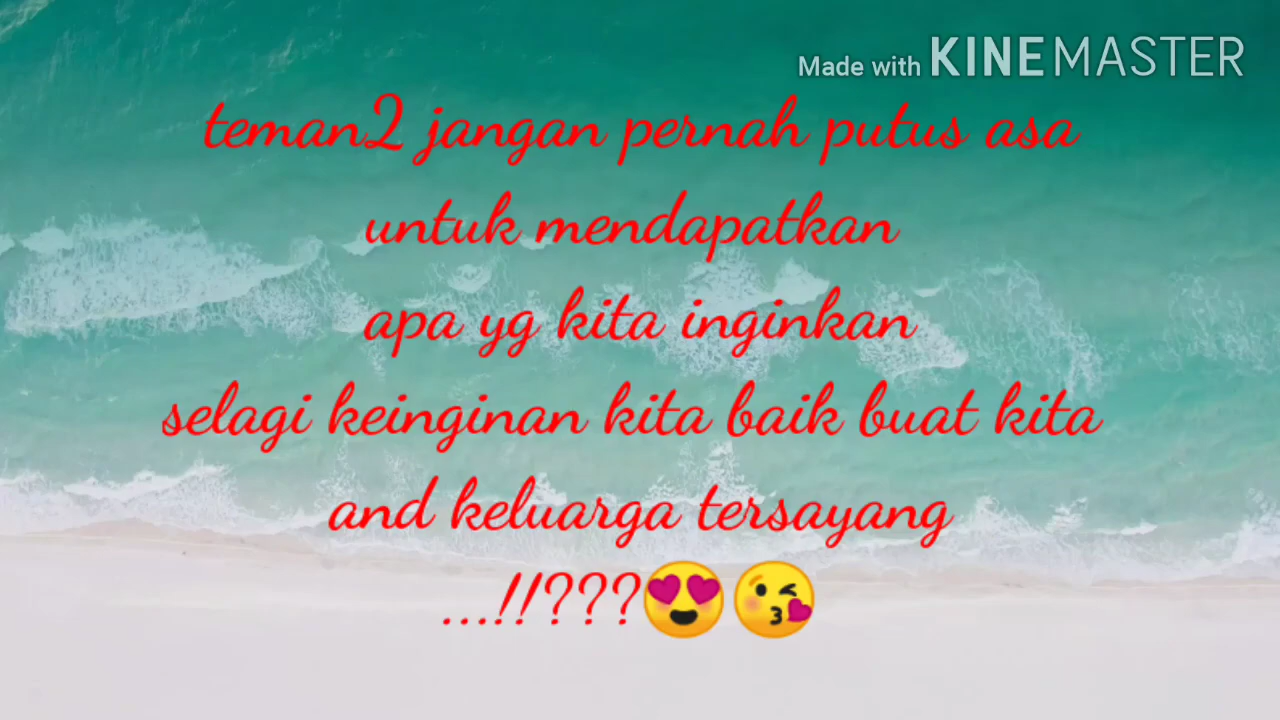 Made with KINEMASTER
teman2 jangan pernah putus asa
untuk mendapatkan
apa yg kita inginkan
selagi keinginan kita baik buat kita
and keluarga tersayang
...!!???😍😘